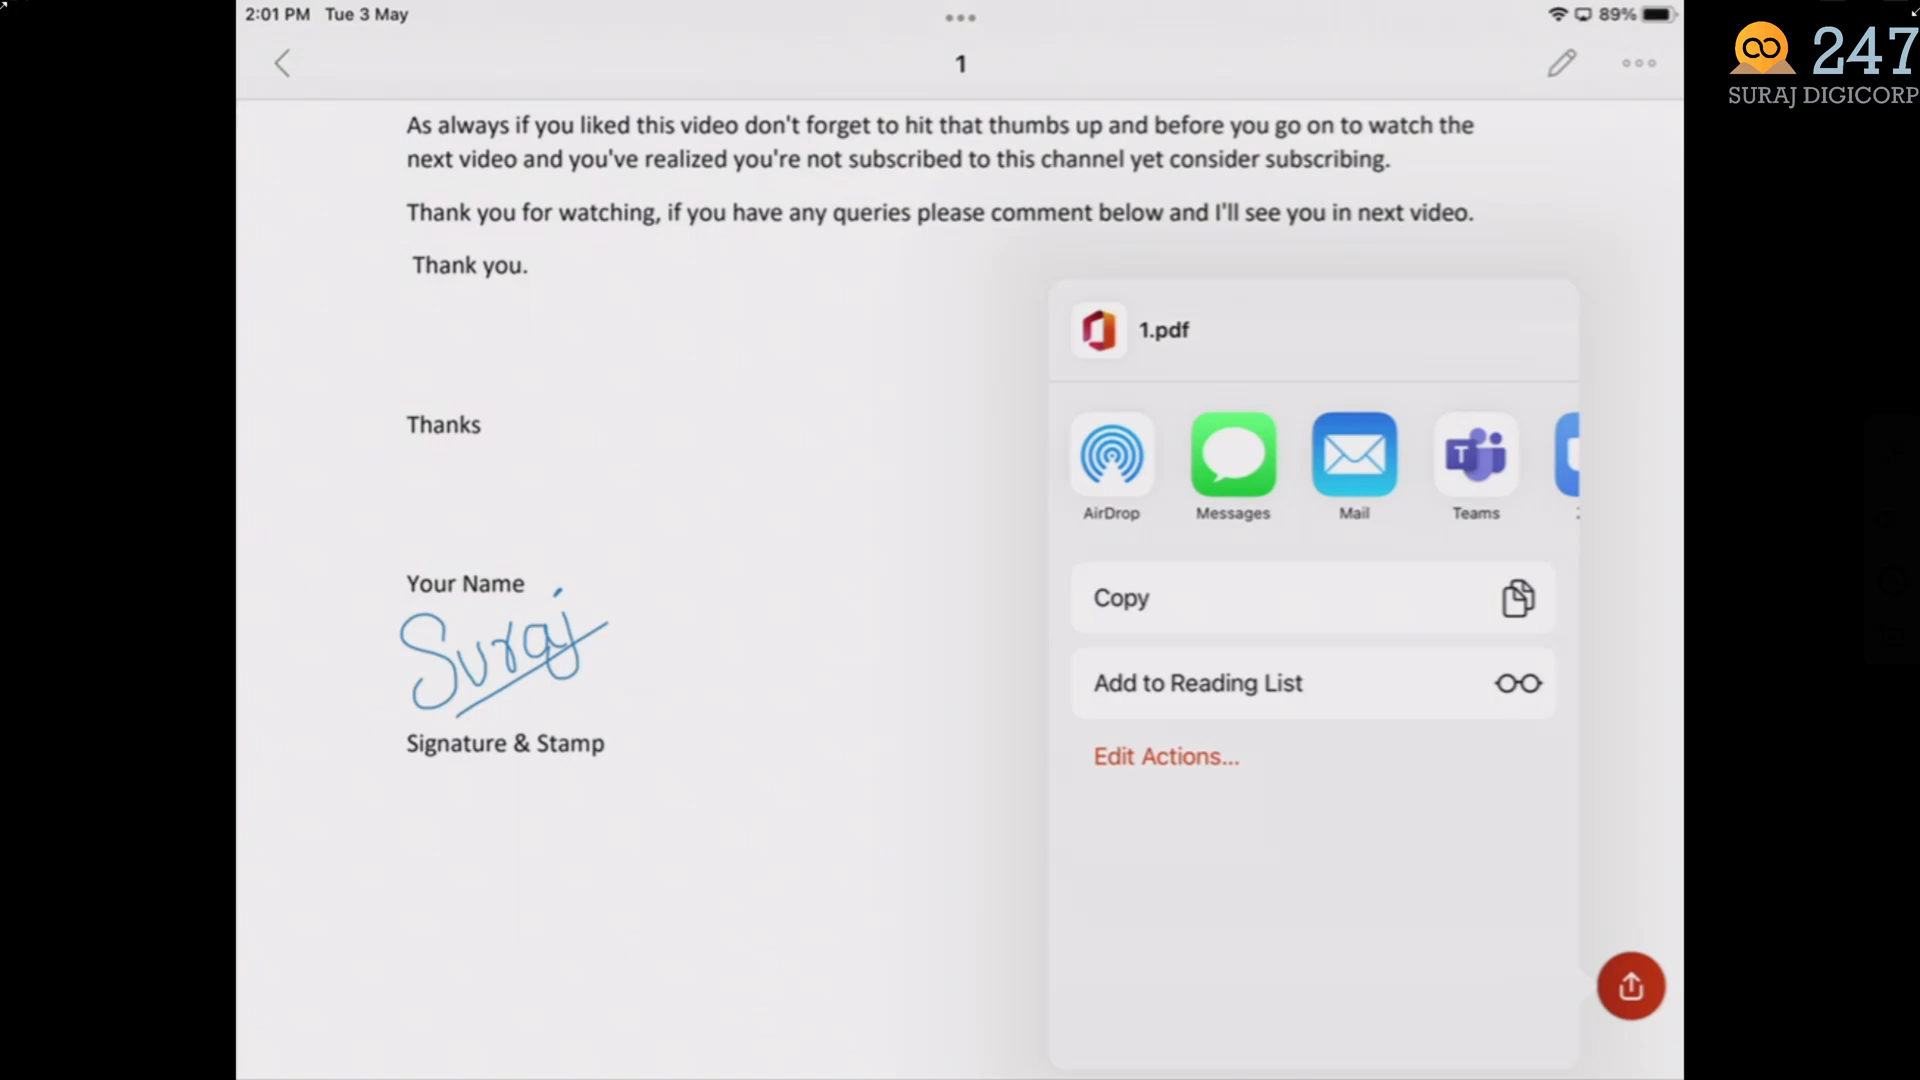 2:01 PM Tue 3 May
89%
1
247
SURAJ DIGICORP
As always if you liked this video don't forget to hit that thumbs up and before you go on to watch the
next video and you've realized you're not subscribed to this channel yet consider subscribing.
Thank you for watching, if you have any queries please comment below and I'll see you in next video.
Thank you.
Thanks
Your Name
Suraj
Signature & Stamp
1.pdf
AirDrop
Messages
Mail
Teams
Copy
Add to Reading List
Edit Actions...